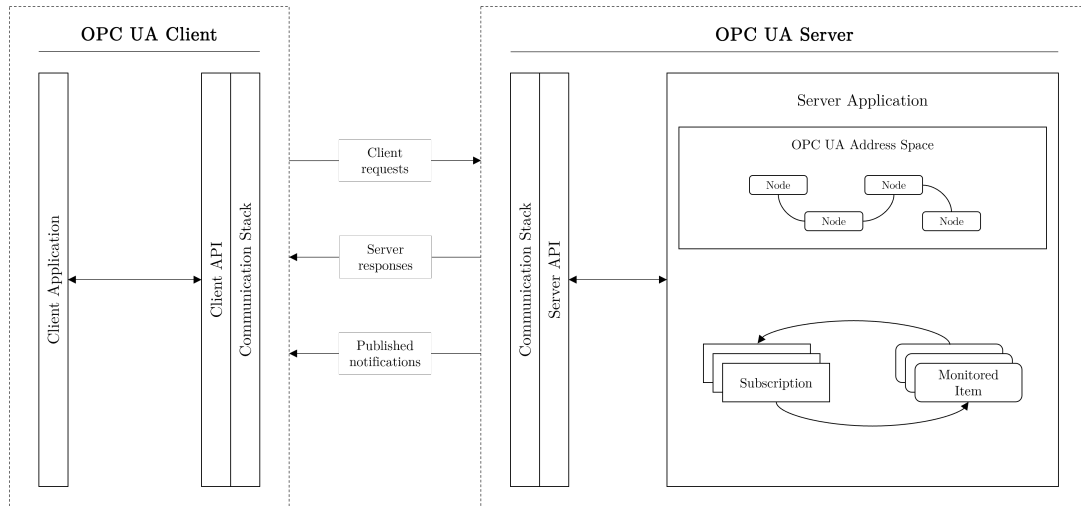 OPC UA Client
OPC UA Server
Client Application
Client API
Communication Stack
Client
requests
Server
responses
Published
notifications
Communication Stack
Server API
Server Application
OPC UA Address Space
Node
Node
Node
Node
Subscription
Monitored
Item